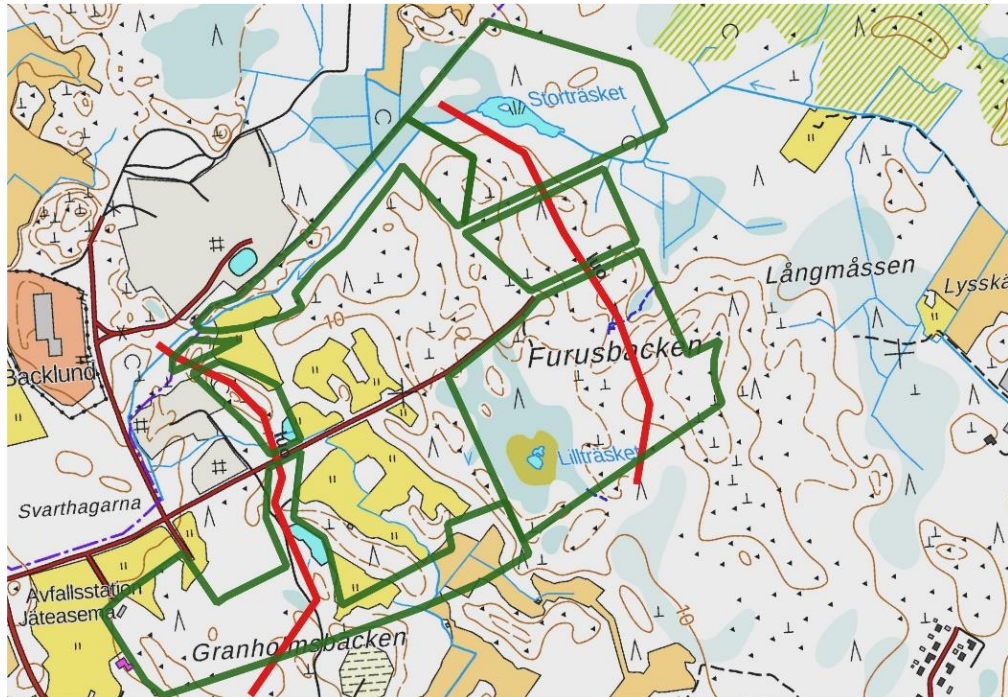 Storträsket
Långmåssen
Lysskä
Furusbacken
Backlund
Lillträsket
Svarthagarna
Avfallsstation
Jäteasema
Granholmsbacken
10
10